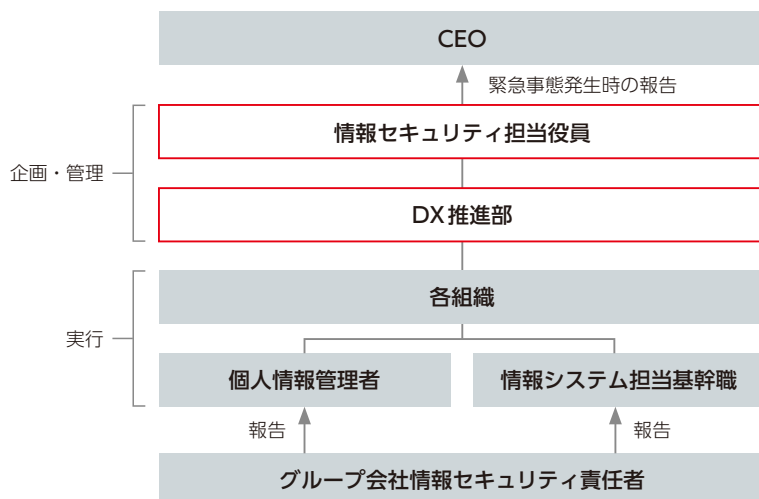 CEO
緊急事態発生時の報告
情報セキュリティ担当役員
企画・管理
DX推進部
各組織
実行
個人情報管理者
情報システム担当基幹職
報告
報告
グループ会社情報セキュリティ責任者